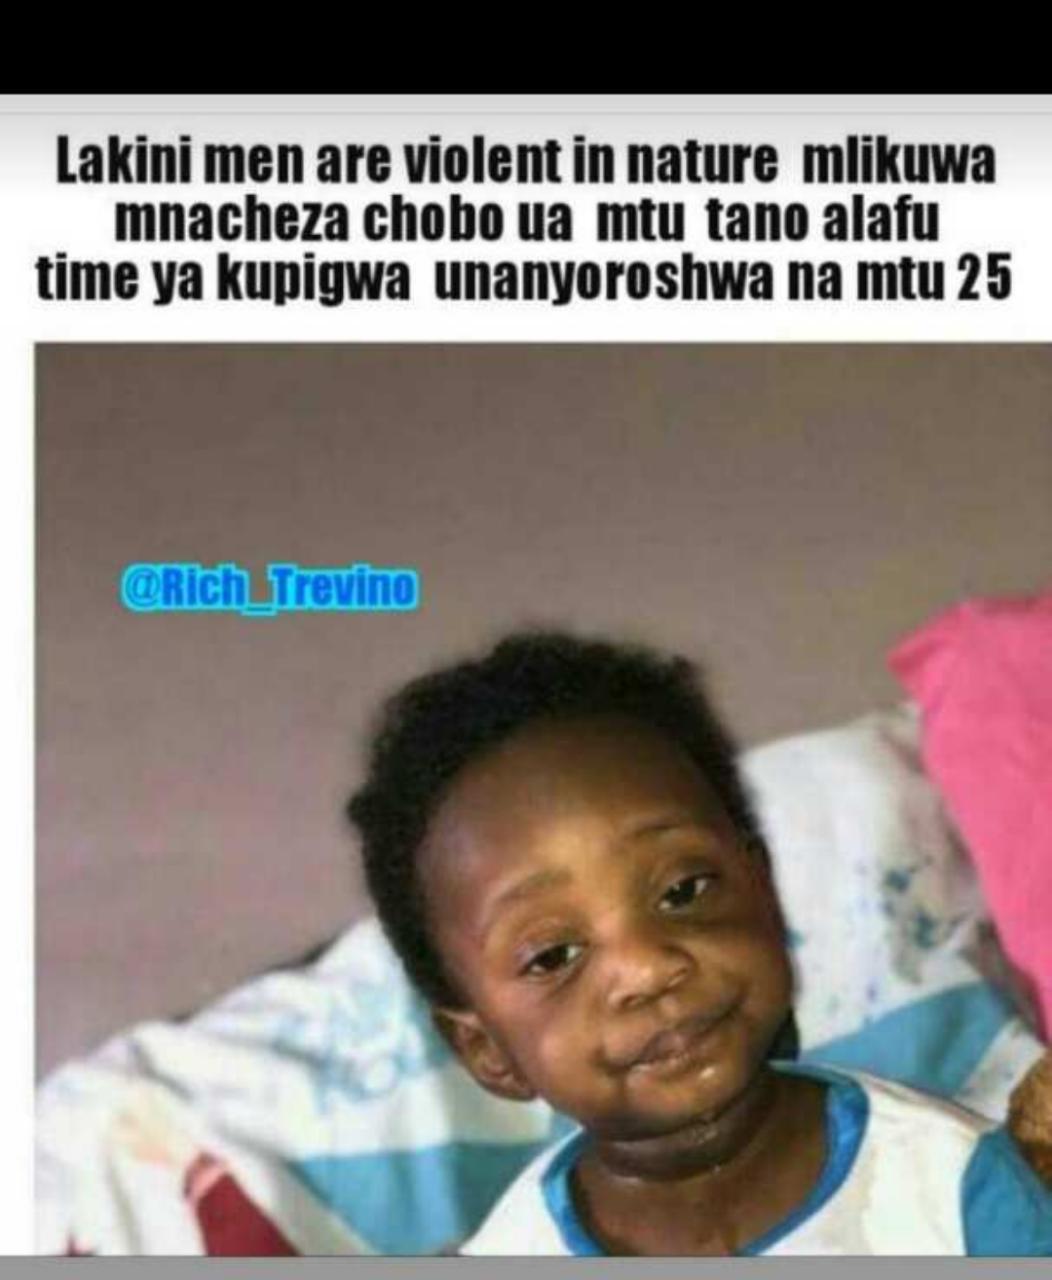 Lakini men are violent in nature mlikuwa
mnacheza chobo ua mtu tano alafu
time ya kupigwa unanyoroshwa na mtu 25
@Rich_Trevino